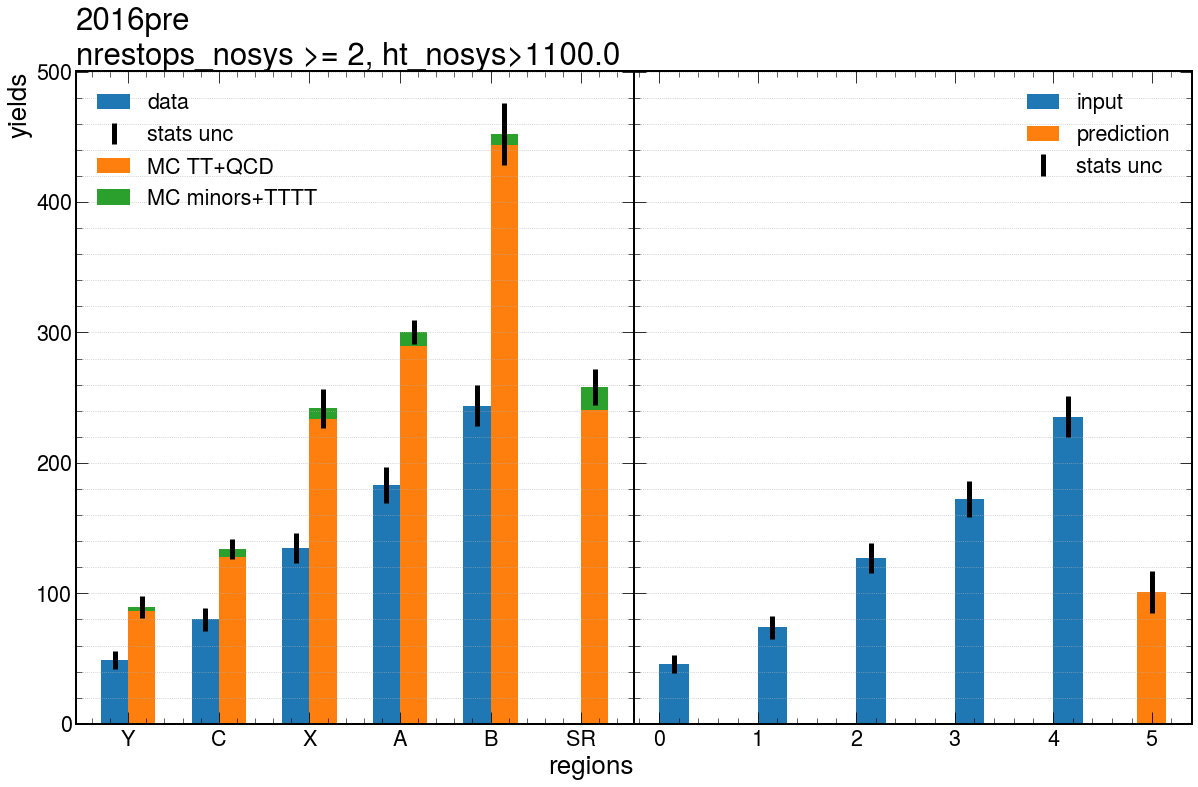 2016pre
nrestops_nosys >= 2, ht_nosys>1100.0
yields
500
400
300
200
100
0
data
stats unc
MC TT+QCD
MC minors+TTTT
input
prediction
stats unc
Y C X A B SR
0 1 2 3 4 5
regions